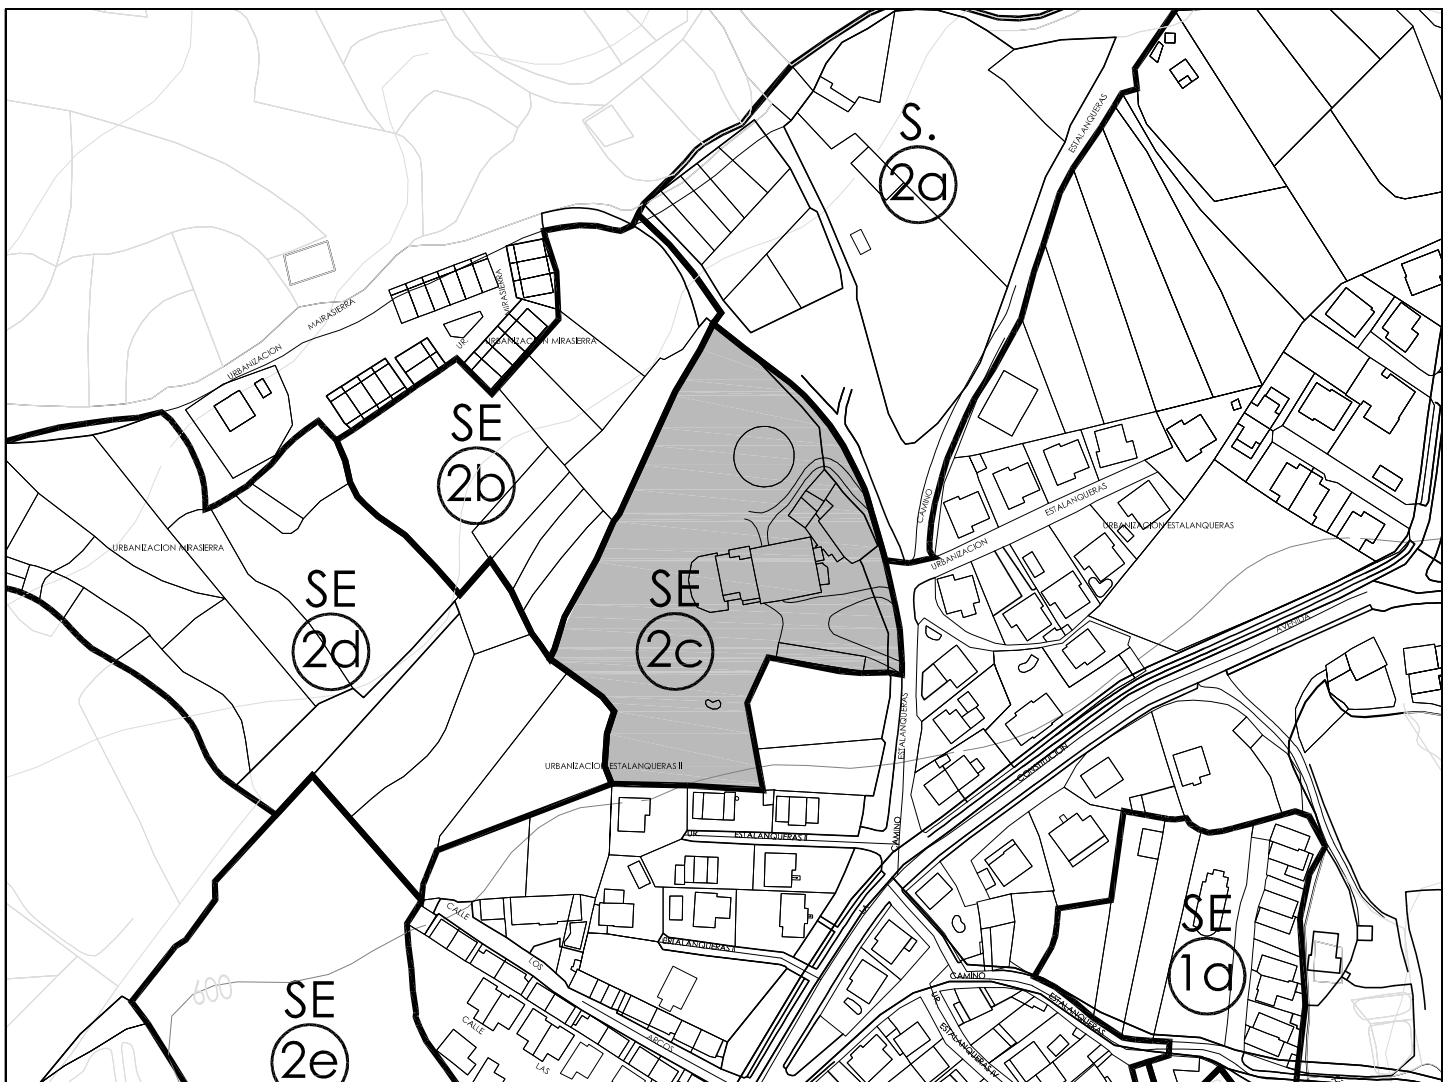 S.
2a
ESTALANQUERAS
MAIRASIERRA
URBANIZACION
MIRASIERRA
UR.
URBANIZACION MIRASIERRA
SE
2b
CAMINO
ESTALANQUERAS
URBANIZACION
URBANIZACION ESTALANQUERAS
URBANIZACION MIRASIERRA
SE
2d
SE
2c
AVENIDA
ESTALANQUERAS
CONSTITUCION
URBANIZACION ESTALANQUERAS II
CAMINO
UR.
ESTALANQUERAS II
LA
CALLE
LOS
ARCOS
ESTALANQUERAS II
SE
1a
CAMINO
ESTALANQUERAS
UR.
ESTALANQUERAS IV
600
SE
2e
CALLE
LAS